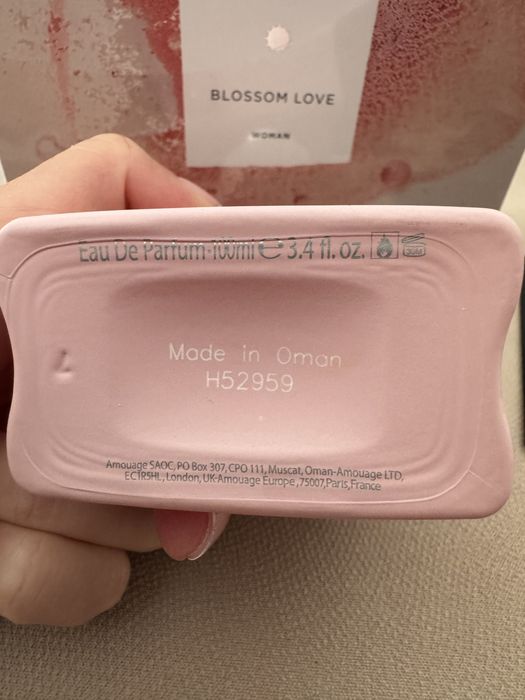 BLOSSOM LOVE
WOMAN
Eau De Parfum-100ml ℮ 3.4 fl. oz.
Made in Oman
H52959
Amouage SAOC, PO Box 307, CPO 111, Muscat, Oman-Amouage LTD,
EC1R5HL, London, UK-Amouage Europe, 75007, Paris, France